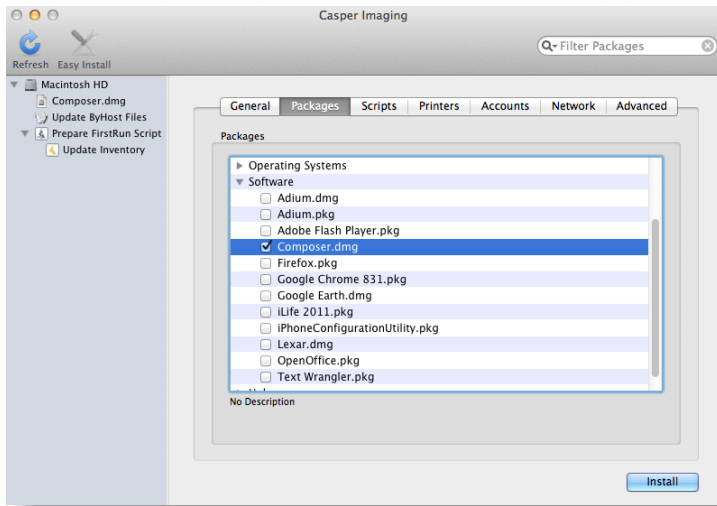 Casper Imaging
Refresh Easy Install
Filter Packages
Macintosh HD
Composer.dmg
Update ByHost Files
Prepare FirstRun Script
Update Inventory
General Packages Scripts Printers Accounts Network Advanced
Packages
Operating Systems
Software
Adium.dmg
Adium.pkg
Adobe Flash Player.pkg
Composer.dmg
Firefox.pkg
Google Chrome 831.pkg
Google Earth.dmg
iLife 2011.pkg
iPhoneConfigurationUtility.pkg
Lexar.dmg
OpenOffice.pkg
Text Wrangler.pkg
No Description
Install